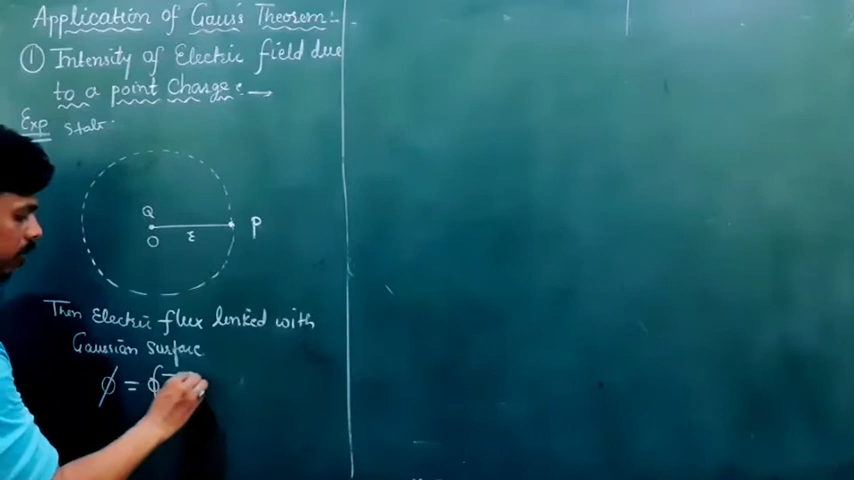 Application of Gauss Theorem:-
① Intensity of Electric field due
to a point Charge:- →
Exp State:
Q
O r P
Then Electric flux linked with
Gaussian surface
ϕ = ∮